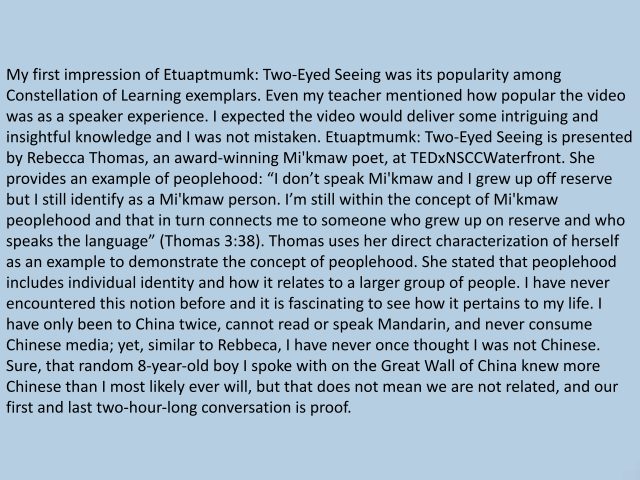 My first impression of Etuaptmumk: Two-Eyed Seeing was its popularity among
Constellation of Learning exemplars. Even my teacher mentioned how popular the video
was as a speaker experience. I expected the video would deliver some intriguing and
insightful knowledge and I was not mistaken. Etuaptmumk: Two-Eyed Seeing is presented
by Rebecca Thomas, an award-winning Mi'kmaw poet, at TEDxNSCCWaterfront. She
provides an example of peoplehood: “I don’t speak Mi'kmaw and I grew up off reserve
but I still identify as a Mi'kmaw person. I’m still within the concept of Mi'kmaw
peoplehood and that in turn connects me to someone who grew up on reserve and who
speaks the language” (Thomas 3:38). Thomas uses her direct characterization of herself
as an example to demonstrate the concept of peoplehood. She stated that peoplehood
includes individual identity and how it relates to a larger group of people. I have never
encountered this notion before and it is fascinating to see how it pertains to my life. I
have only been to China twice, cannot read or speak Mandarin, and never consume
Chinese media; yet, similar to Rebbeca, I have never once thought I was not Chinese.
Sure, that random 8-year-old boy I spoke with on the Great Wall of China knew more
Chinese than I most likely ever will, but that does not mean we are not related, and our
first and last two-hour-long conversation is proof.